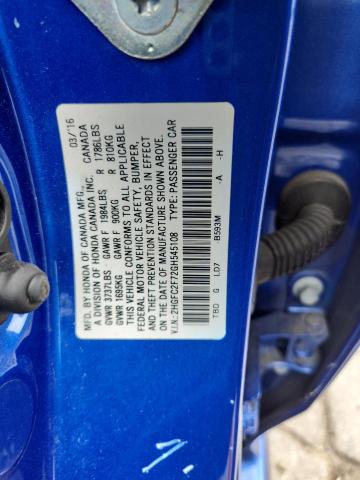 MFD. BY HONDA OF CANADA MFG., 03/'16
A DIVISION OF HONDA CANADA INC. CANADA
GVWR 3737LBS GAWR F 1984LBS R 1786LBS
GVWR 1695KG GAWR F 900KG R 810KG
THIS VEHICLE CONFORMS TO ALL APPLICABLE
FEDERAL MOTOR VEHICLE SAFETY, BUMPER,
AND THEFT PREVENTION STANDARDS IN EFFECT
ON THE DATE OF MANUFACTURE SHOWN ABOVE.
V.I.N.: 2HGFC2F72GH545108 TYPE: PASSENGER CAR
TBD G LD7 B593M -A -H